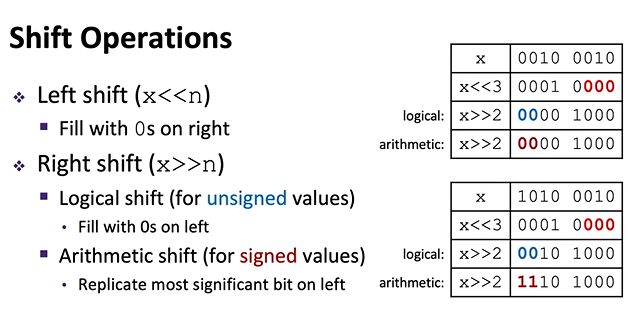 Shift Operations
❖ Left shift (x<<n)
▪ Fill with 0s on right
❖ Right shift (x>>n)
▪ Logical shift (for unsigned values)
• Fill with 0s on left
▪ Arithmetic shift (for signed values)
• Replicate most significant bit on left
x 0010 0010
x<<3 0001 0000
logical: x>>2 0000 1000
arithmetic: x>>2 0000 1000
x 1010 0010
x<<3 0001 0000
logical: x>>2 0010 1000
arithmetic: x>>2 1110 1000